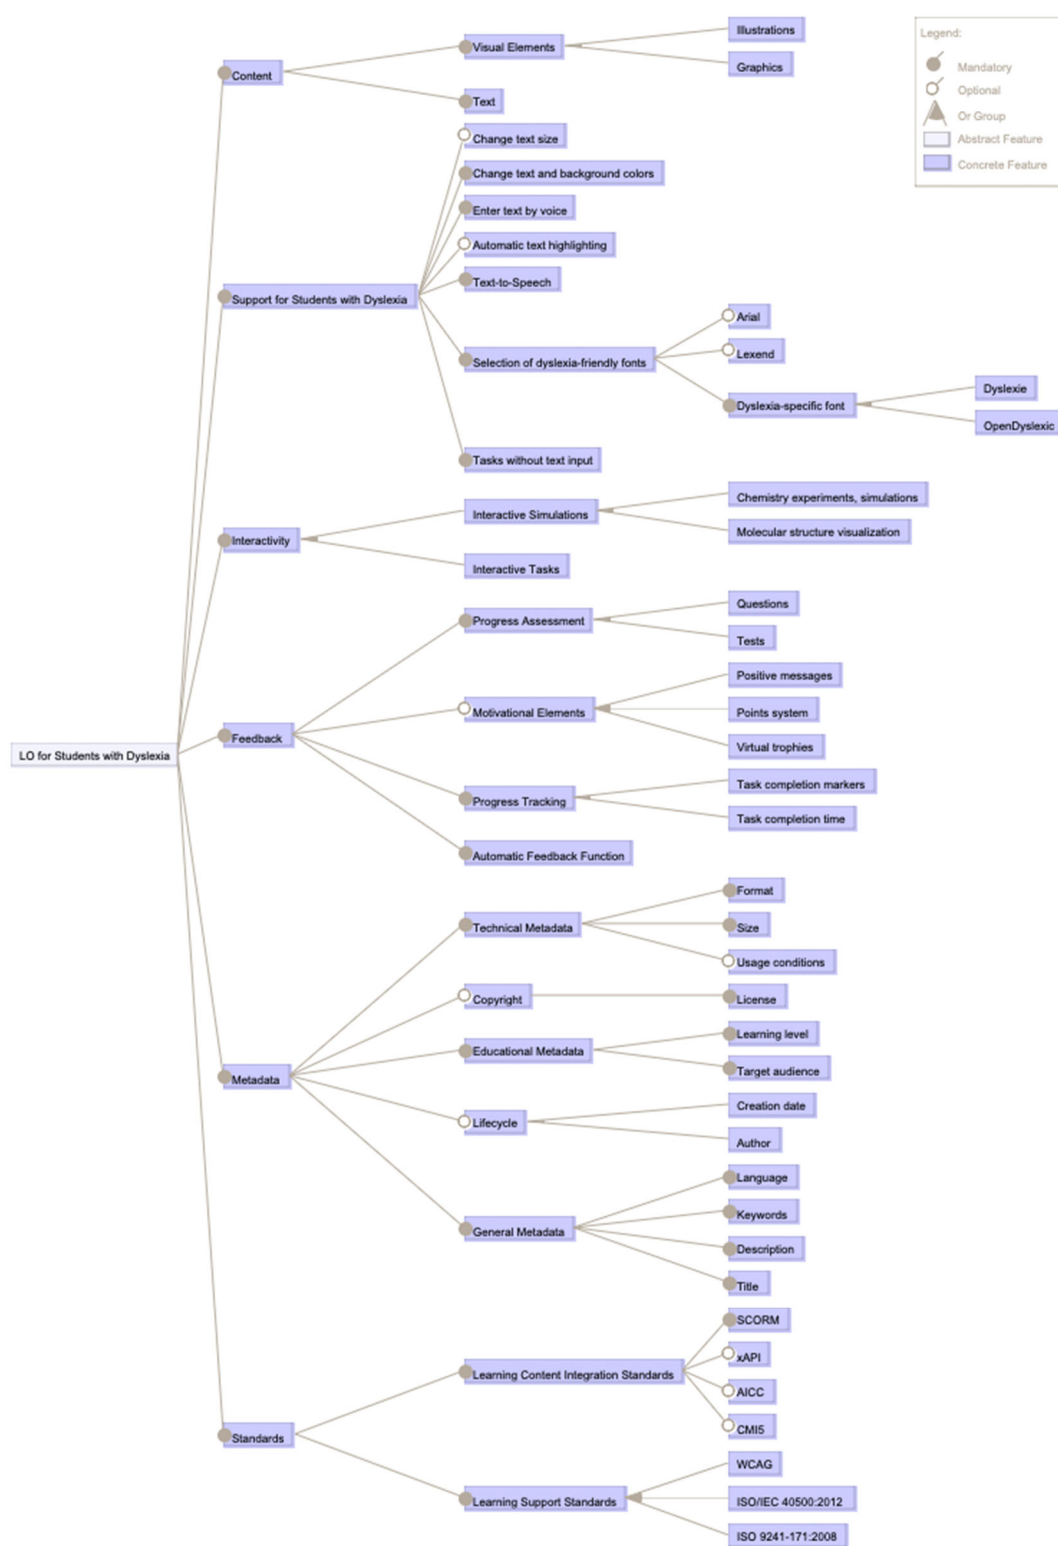 Legend:
Mandatory
Optional
Or Group
Abstract Feature
Concrete Feature
LO for Students with Dyslexia
Content
Visual Elements
Illustrations
Graphics
Text
Support for Students with Dyslexia
Change text size
Change text and background colors
Enter text by voice
Automatic text highlighting
Text-to-Speech
Selection of dyslexia-friendly fonts
Arial
Lexend
Dyslexia-specific font
Dyslexie
OpenDyslexic
Tasks without text input
Interactivity
Interactive Simulations
Chemistry experiments, simulations
Molecular structure visualization
Interactive Tasks
Feedback
Progress Assessment
Questions
Tests
Motivational Elements
Positive messages
Points system
Virtual trophies
Progress Tracking
Task completion markers
Task completion time
Automatic Feedback Function
Metadata
Technical Metadata
Format
Size
Usage conditions
Copyright
License
Educational Metadata
Learning level
Target audience
Lifecycle
Creation date
Author
General Metadata
Language
Keywords
Description
Title
Standards
Learning Content Integration Standards
SCORM
xAPI
AICC
CMI5
Learning Support Standards
WCAG
ISO/IEC 40500:2012
ISO 9241-171:2008